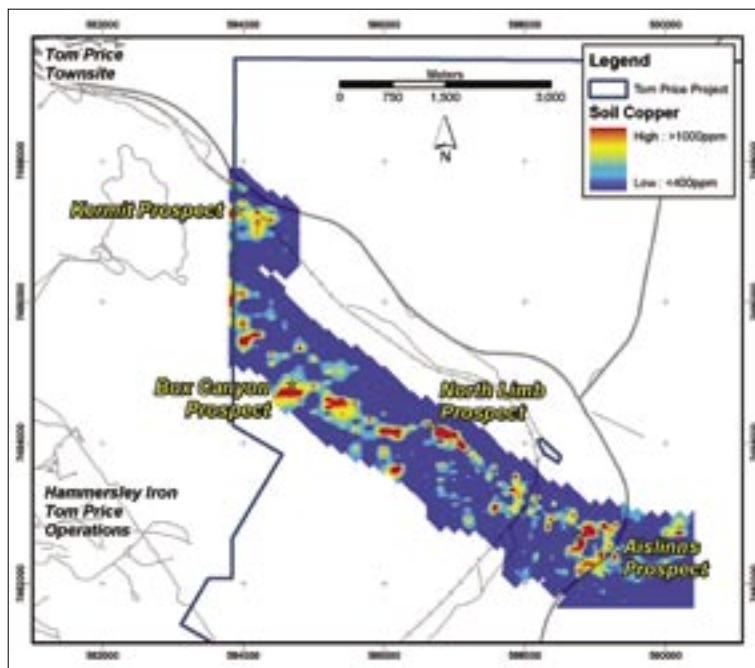 Tom Price
Townsite
Meters
0 750 1,500 3,000
N
Legend
Tom Price Project
Soil Copper
High : >1000ppm
Low : <400ppm
Kermit Prospect
Box Canyon
Prospect
North Limb
Prospect
Hammersley Iron
Tom Price
Operations
Aislinns
Prospect